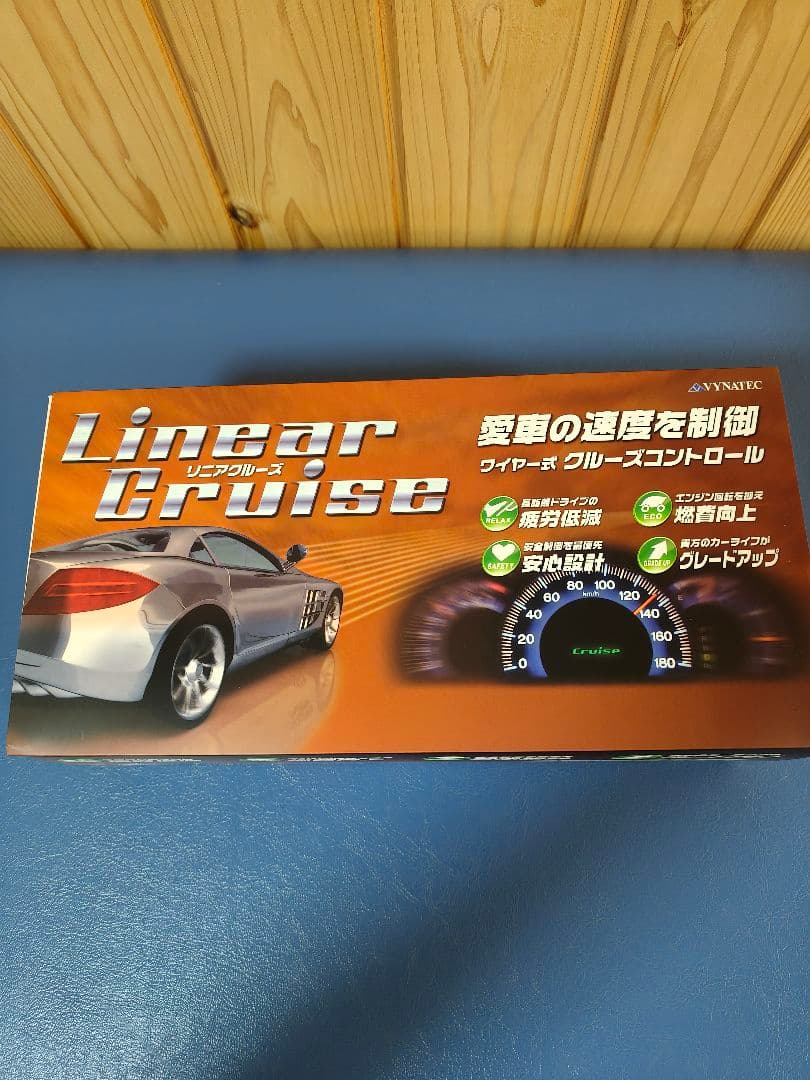 VYNATEC
Linear
リニアクルーズ
Cruise
愛車の速度を制御
ワイヤー式 クルーズコントロール
RELAX
長距離ドライブの
疲労低減
ECO
エンジン回転を抑え
燃費向上
SAFETY
安全制御を最優先
安心設計
GRADE UP
貴方のカーライフが
グレードアップ
0
20
40
60
80
100
120
140
160
180
km/h
Cruise